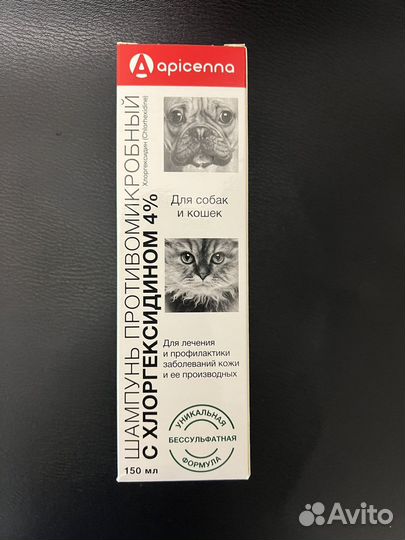 apicenna
ШАМПУНЬ ПРОТИВОМИКРОБНЫЙ
Хлоргексидин (Chlorhexidine)
С ХЛОРГЕКСИДИНОМ 4%
Для собак
и кошек
Для лечения
и профилактики
заболеваний кожи
и ее производных
УНИКАЛЬНАЯ
БЕССУЛЬФАТНАЯ
ФОРМУЛА
150 мл
Avito